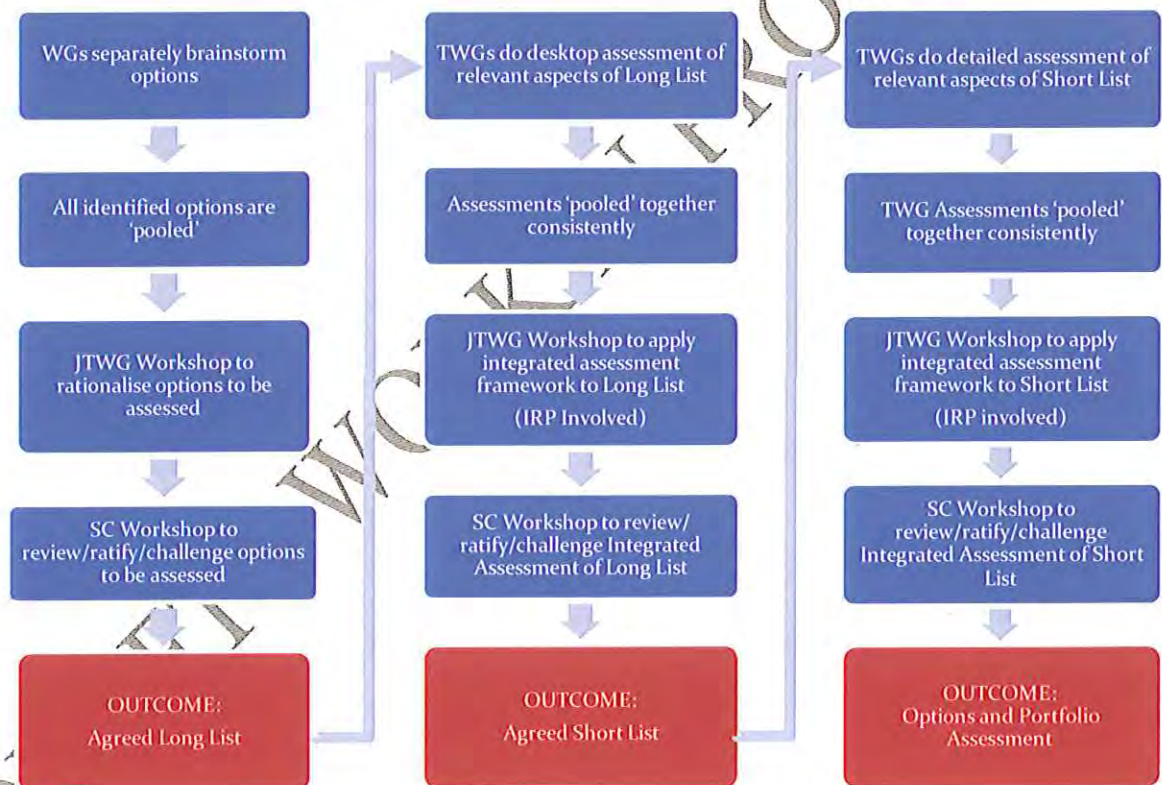 WGs separately brainstorm
options
All identified options are
'pooled'
JTWG Workshop to
rationalise options to be
assessed
SC Workshop to
review/ratify/challenge options
to be assessed
OUTCOME:
Agreed Long List
TWGs do desktop assessment of
relevant aspects of Long List
Assessments 'pooled' together
consistently
JTWG Workshop to apply
integrated assessment
framework to Long List
(IRP Involved)
SC Workshop to review/
ratify/challenge Integrated
Assessment of Long List
OUTCOME:
Agreed Short List
TWGs do detailed assessment of
relevant aspects of Short List
TWG Assessments 'pooled'
together consistently
JTWG Workshop to apply
integrated assessment
framework to Short List
(IRP involved)
SC Workshop to
review/ratify/challenge
Integrated Assessment of Short
List
OUTCOME:
Options and Portfolio
Assessment